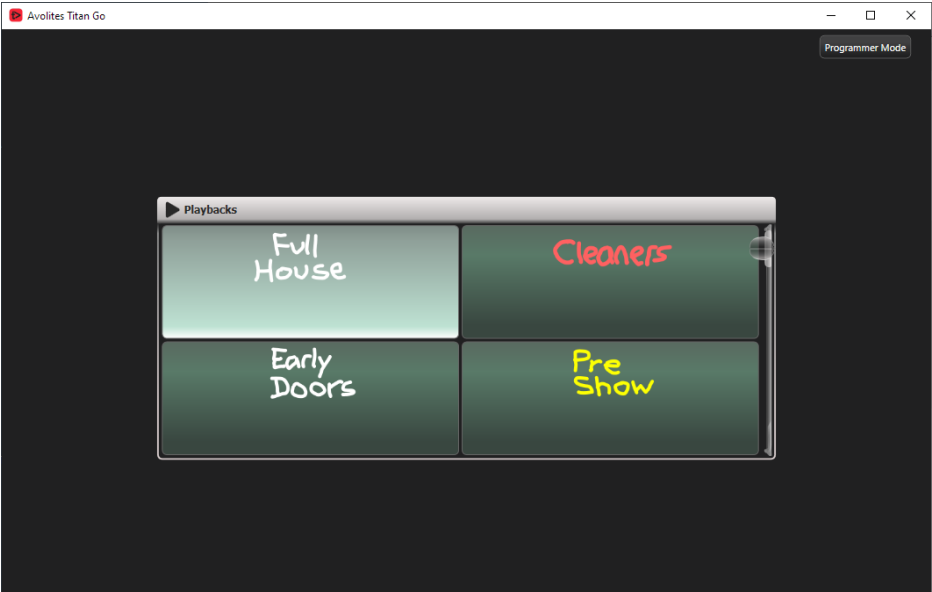 Avolites Titan Go
Programmer Mode
Playbacks
Full
House
Cleaners
Early
Doors
Pre
Show